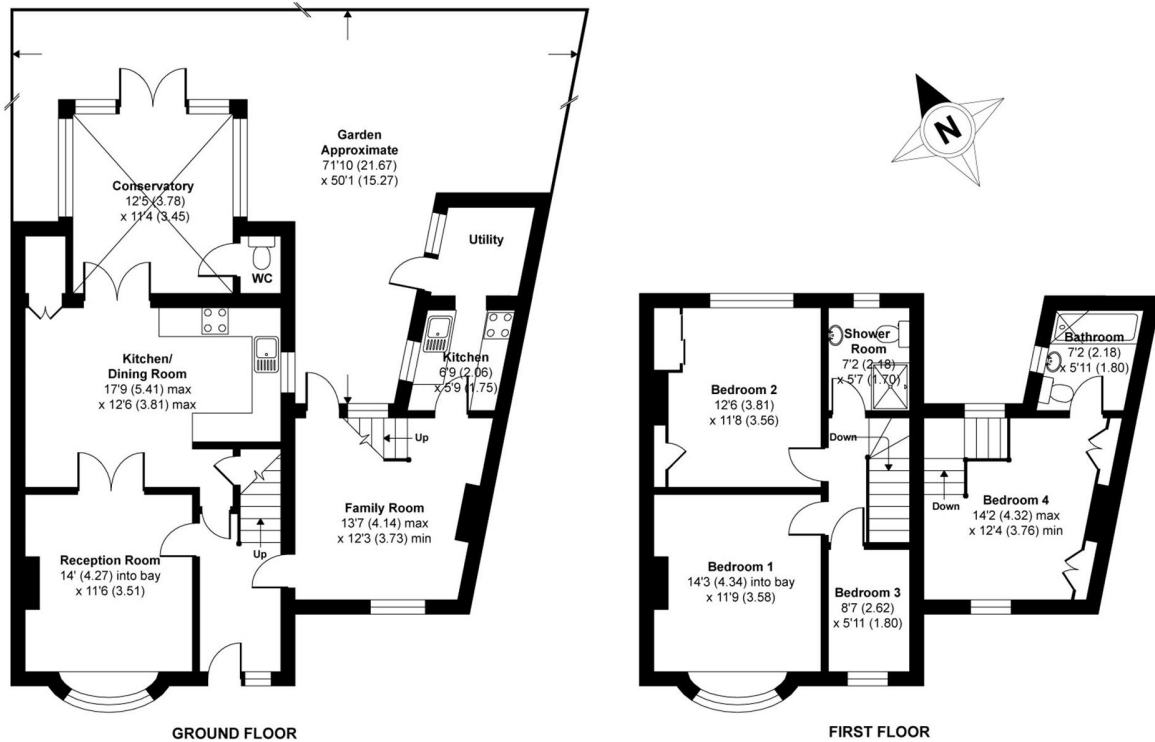 Garden
Approximate
71'10 (21.67)
x 50'1 (15.27)
Conservatory
12'5 (3.78)
x 11'4 (3.45)
WC
Utility
Kitchen/
Dining Room
17'9 (5.41) max
x 12'6 (3.81) max
Kitchen
6'9 (2.06)
x 5'9 (1.75)
Up
Family Room
13'7 (4.14) max
x 12'3 (3.73) min
Up
Reception Room
14' (4.27) into bay
x 11'6 (3.51)
GROUND FLOOR
N
Shower
Room
7'2 (2.18)
x 5'7 (1.70)
Bathroom
7'2 (2.18)
x 5'11 (1.80)
Bedroom 2
12'6 (3.81)
x 11'8 (3.56)
Down
Down
Bedroom 4
14'2 (4.32) max
x 12'4 (3.76) min
Bedroom 1
14'3 (4.34) into bay
x 11'9 (3.58)
Bedroom 3
8'7 (2.62)
x 5'11 (1.80)
FIRST FLOOR